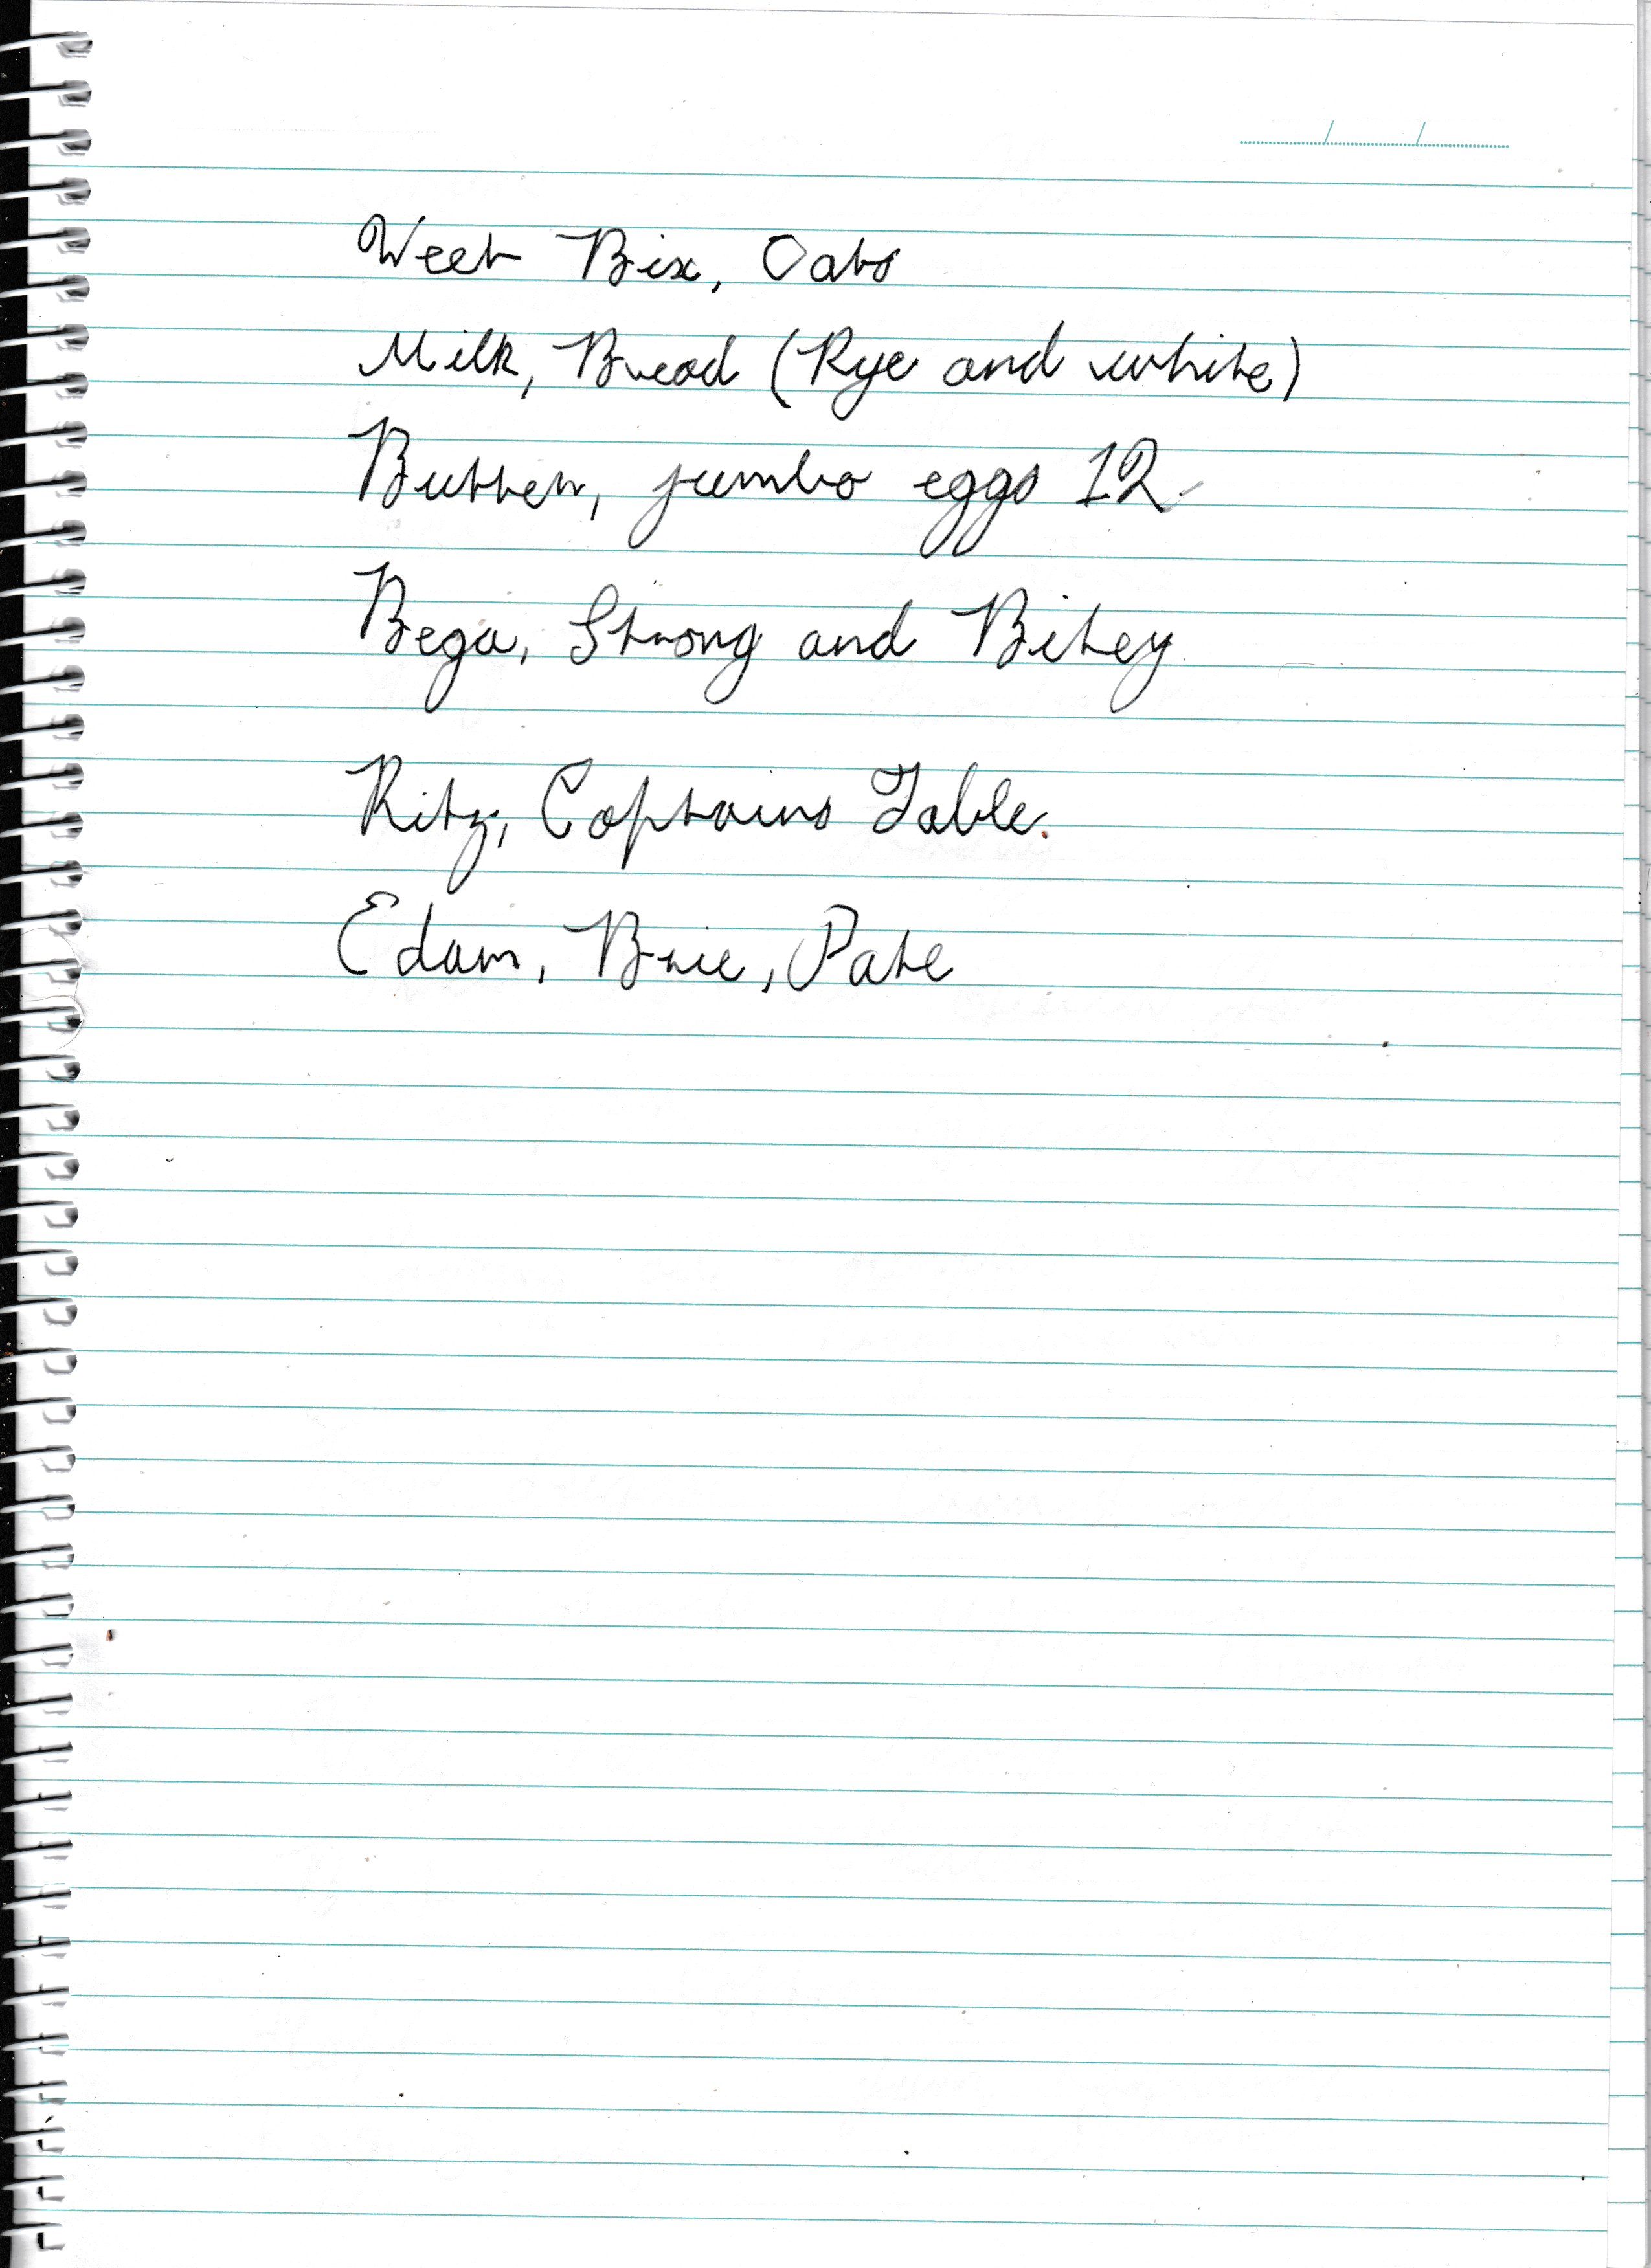 Weet Bix, Oats
Milk, Bread (Rye and white)
Butter, jumbo eggs 12.
Bega, Strong and Bitey
Ritz, Captains Table.
Edam, Brie, Pate